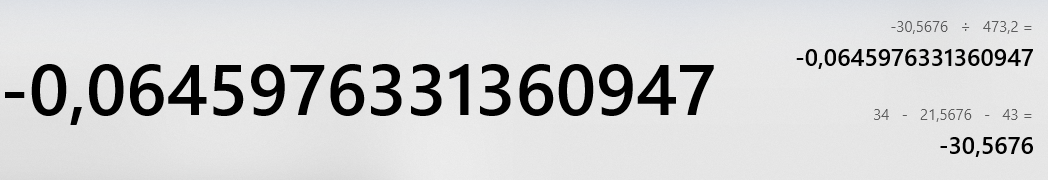 -0,0645976331360947
-30,5676 ÷ 473,2 =
-0,0645976331360947
34 - 21,5676 - 43 =
-30,5676